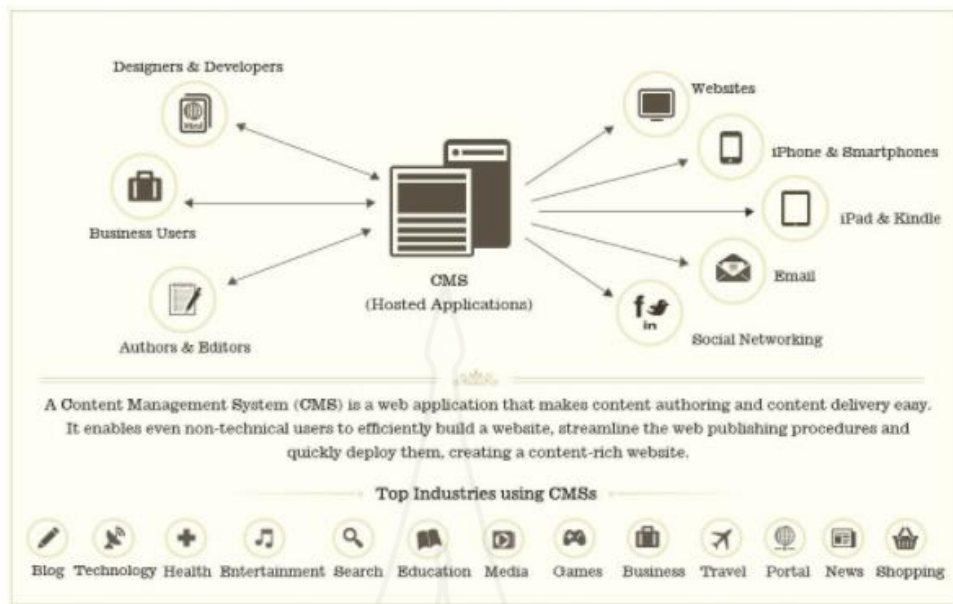 Designers & Developers
html
Business Users
Authors & Editors
CMS
(Hosted Applications)
Websites
iPhone & Smartphones
iPad & Kindle
Email
f
in
Social Networking
A Content Management System (CMS) is a web application that makes content authoring and content delivery easy.
It enables even non-technical users to efficiently build a website, streamline the web publishing procedures and
quickly deploy them, creating a content-rich website.
Top Industries using CMSs
Blog Technology Health Entertainment Search Education Media Games Business Travel Portal News Shopping